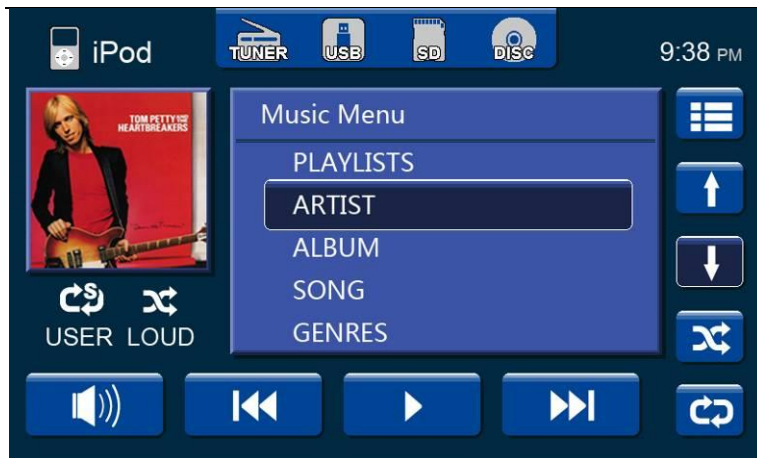 iPod
TUNER
USB
SD
DISC
9:38 PM
TOM PETTY AND THE
HEARTBREAKERS
Music Menu
PLAYLISTS
ARTIST
ALBUM
SONG
GENRES
S
USER LOUD